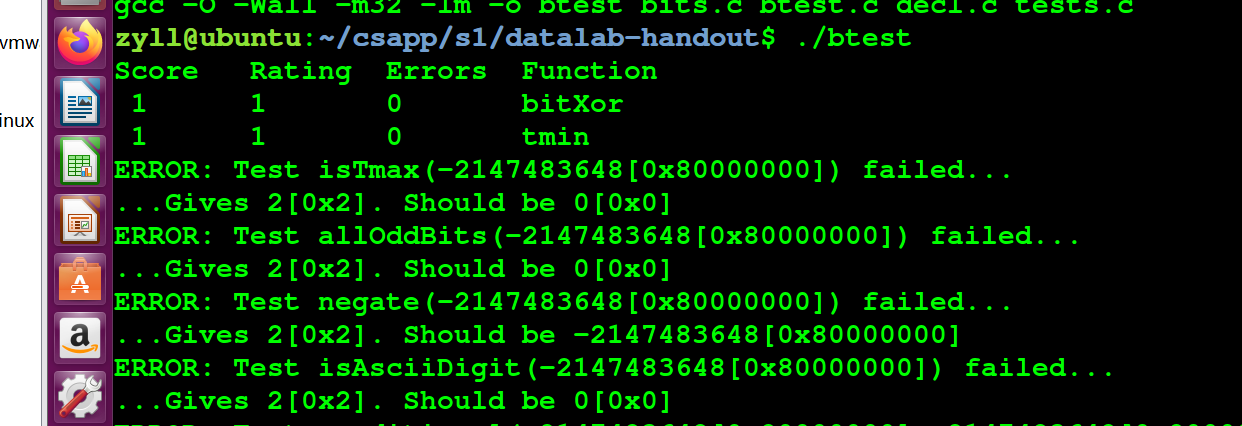 gcc -O -Wall -m32 -lm -o btest bits.c btest.c decl.c tests.c
vmw
zyll@ubuntu:~/csapp/s1/datalab-handout$ ./btest
Score Rating Errors Function
1 1 0 bitXor
inux
1 1 0 tmin
ERROR: Test isTmax(-2147483648[0x80000000]) failed...
...Gives 2[0x2]. Should be 0[0x0]
ERROR: Test allOddBits(-2147483648[0x80000000]) failed...
...Gives 2[0x2]. Should be 0[0x0]
ERROR: Test negate(-2147483648[0x80000000]) failed...
...Gives 2[0x2]. Should be -2147483648[0x80000000]
ERROR: Test isAsciiDigit(-2147483648[0x80000000]) failed...
...Gives 2[0x2]. Should be 0[0x0]